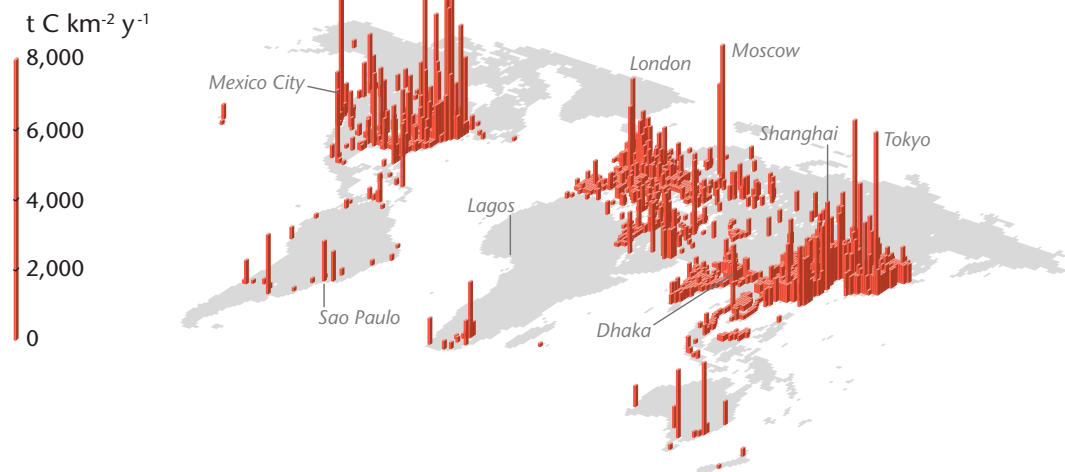 t C km-2 y-1
8,000
6,000
4,000
2,000
0
Mexico City
London
Moscow
Shanghai
Tokyo
Lagos
Sao Paulo
Dhaka